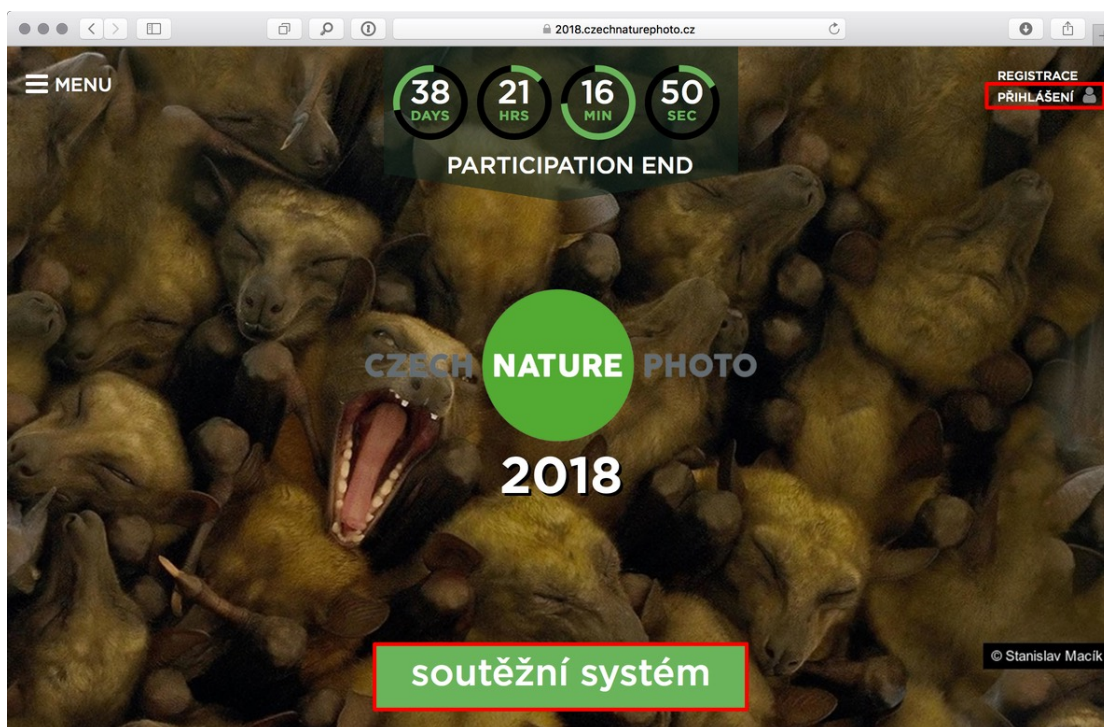 2018.czechnaturephoto.cz
MENU
38 DAYS
21 HRS
16 MIN
50 SEC
PARTICIPATION END
REGISTRACE
PŘIHLÁŠENÍ
CZECH NATURE PHOTO
2018
soutěžní systém
© Stanislav Macík